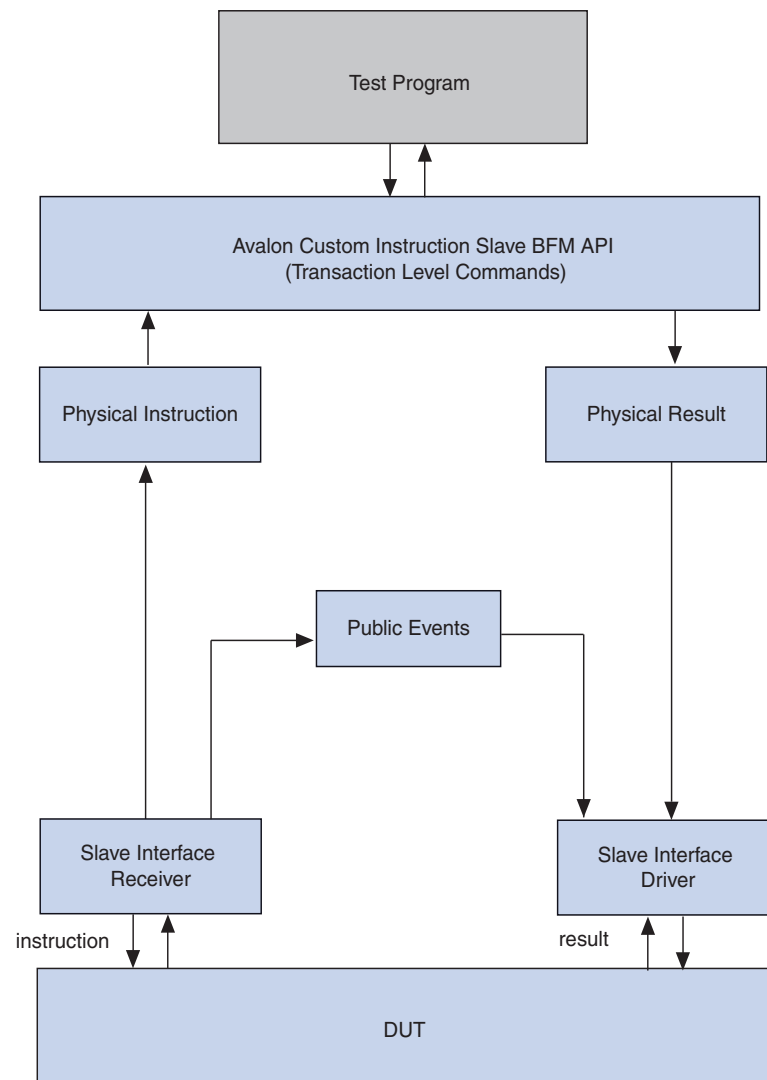 Test Program
Avalon Custom Instruction Slave BFM API
(Transaction Level Commands)
Physical Instruction
Physical Result
Public Events
Slave Interface
Receiver
Slave Interface
Driver
instruction
result
DUT